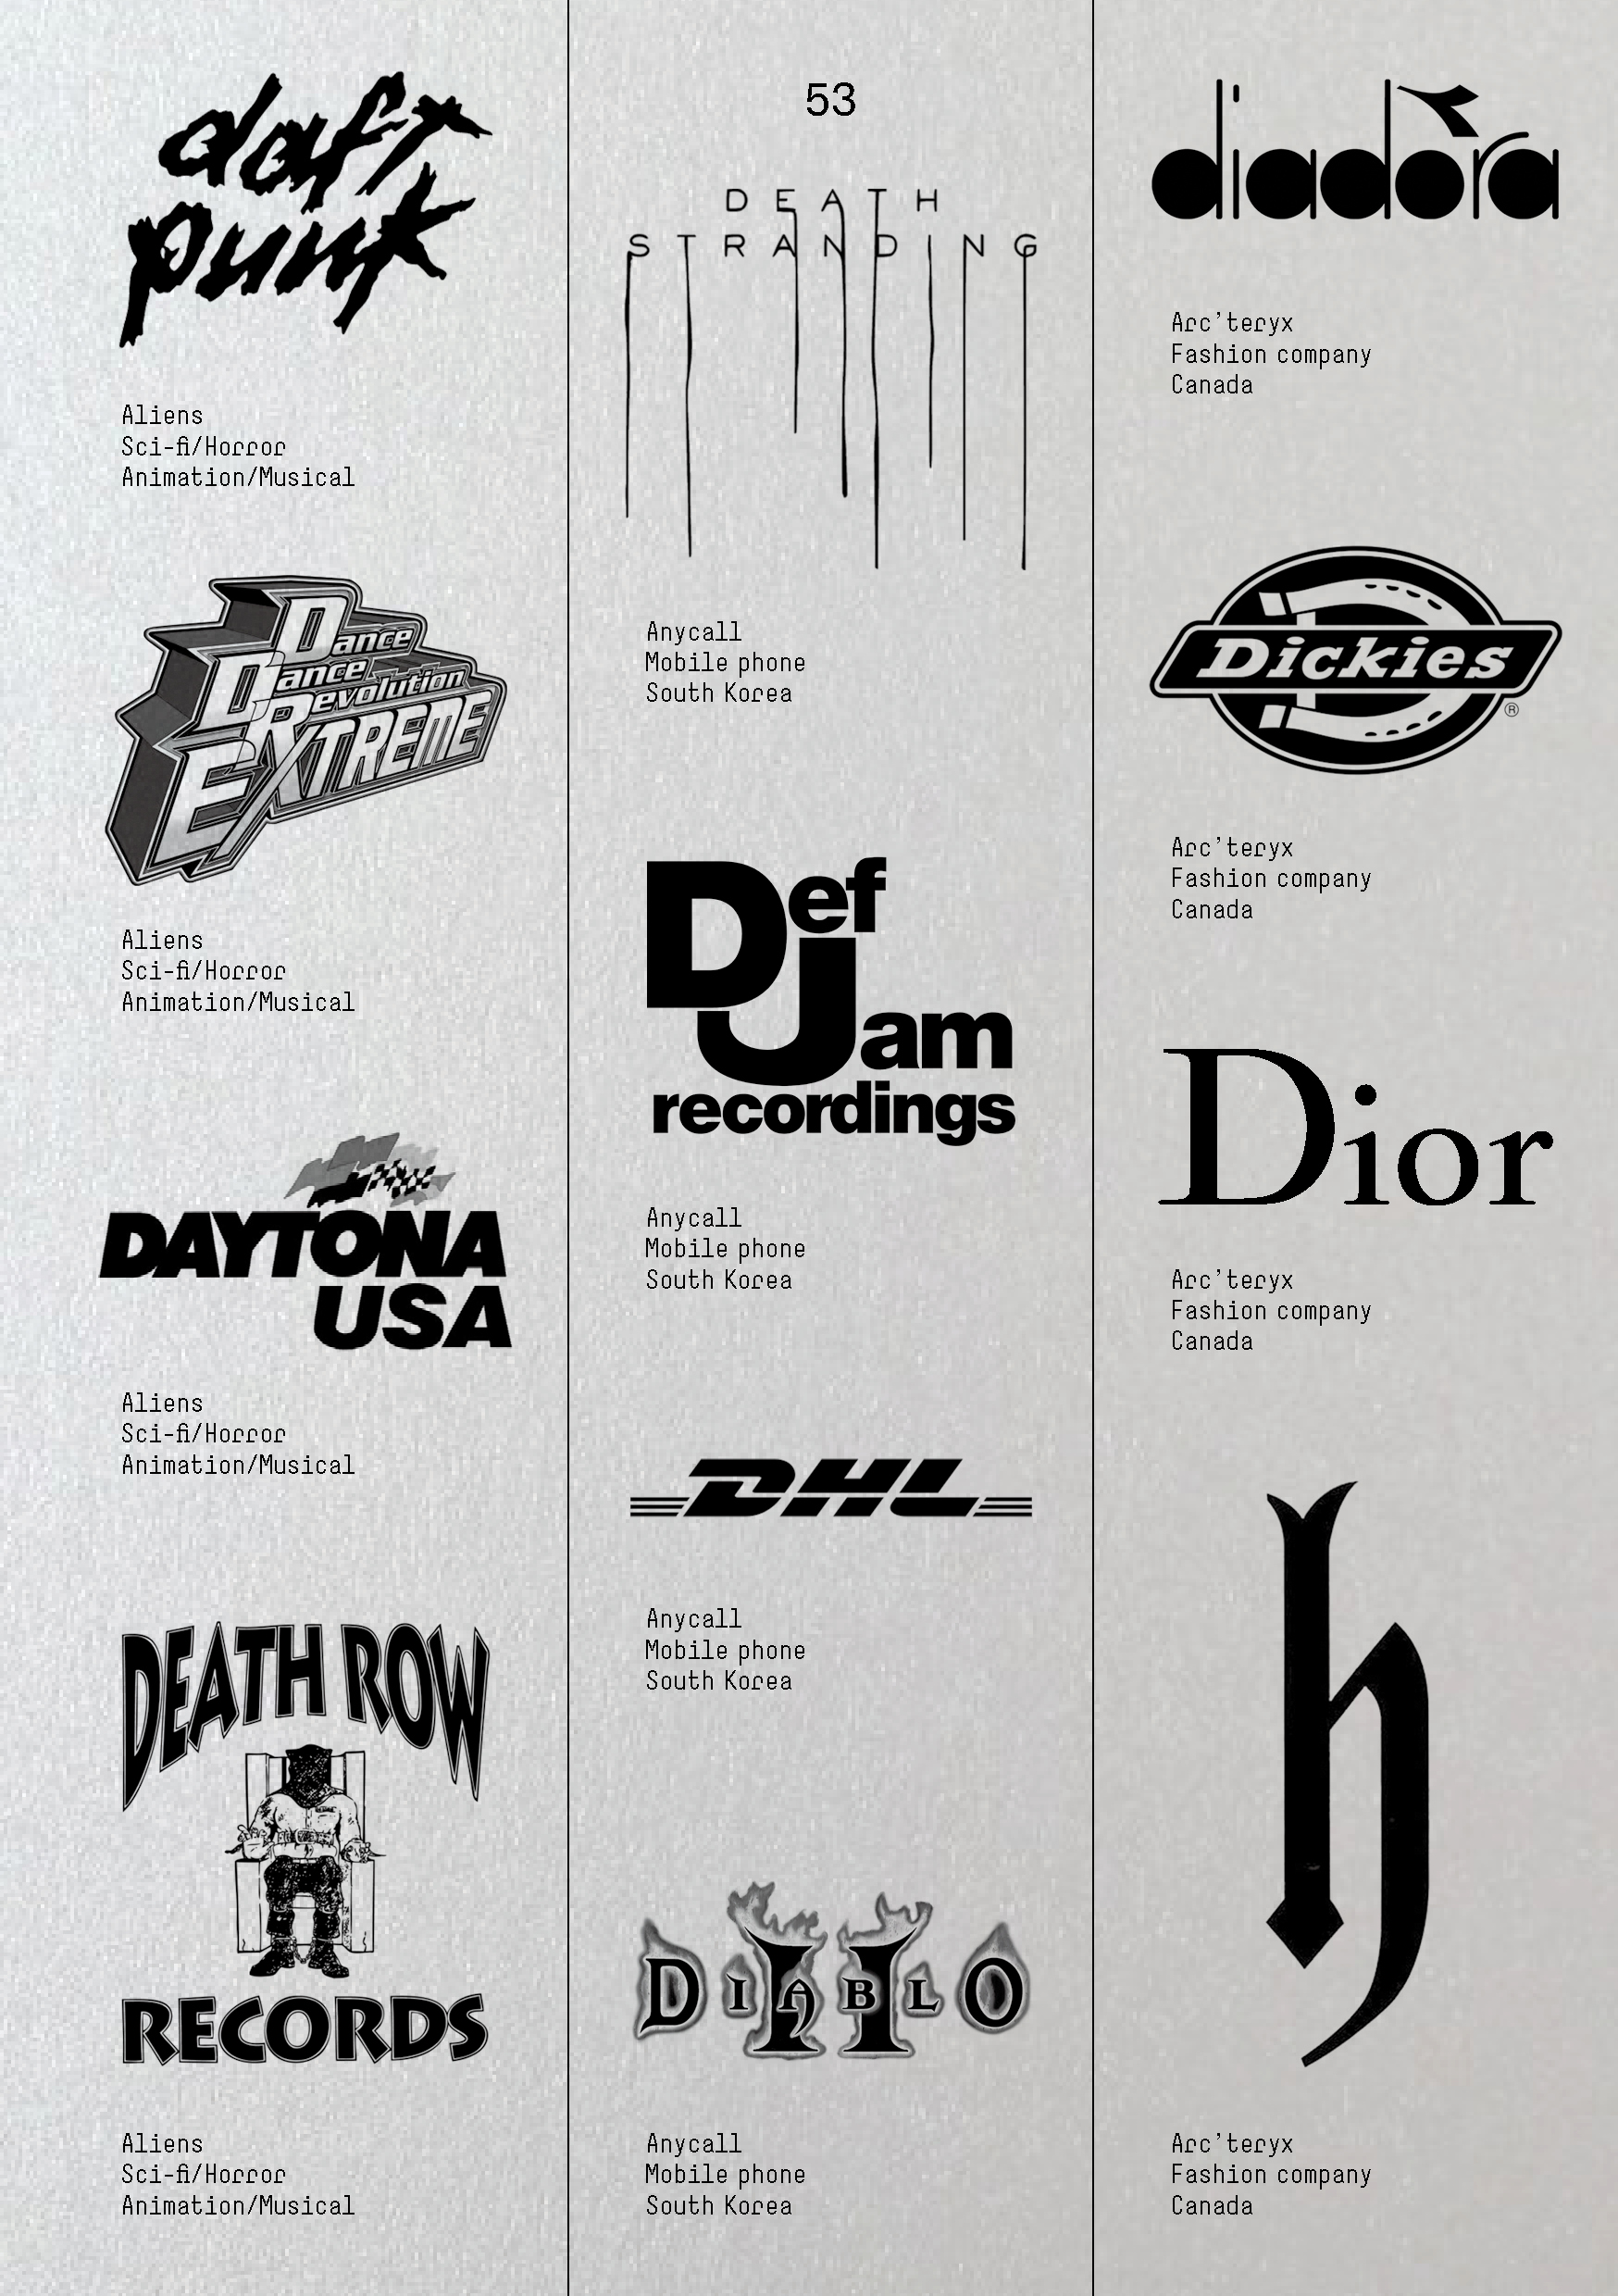 daft
punk
Aliens
Sci-fi/Horror
Animation/Musical
Dance
Dance
Revolution
EXTREME
Aliens
Sci-fi/Horror
Animation/Musical
DAYTONA
USA
Aliens
Sci-fi/Horror
Animation/Musical
DEATH ROW
RECORDS
Aliens
Sci-fi/Horror
Animation/Musical
53
DEATH
STRANDING
Anycall
Mobile phone
South Korea
Def
Jam
recordings
Anycall
Mobile phone
South Korea
DHL
Anycall
Mobile phone
South Korea
DIABLO
II
Anycall
Mobile phone
South Korea
diadora
Arc'teryx
Fashion company
Canada
Dickies
®
Arc'teryx
Fashion company
Canada
Dior
Arc'teryx
Fashion company
Canada
Arc'teryx
Fashion company
Canada